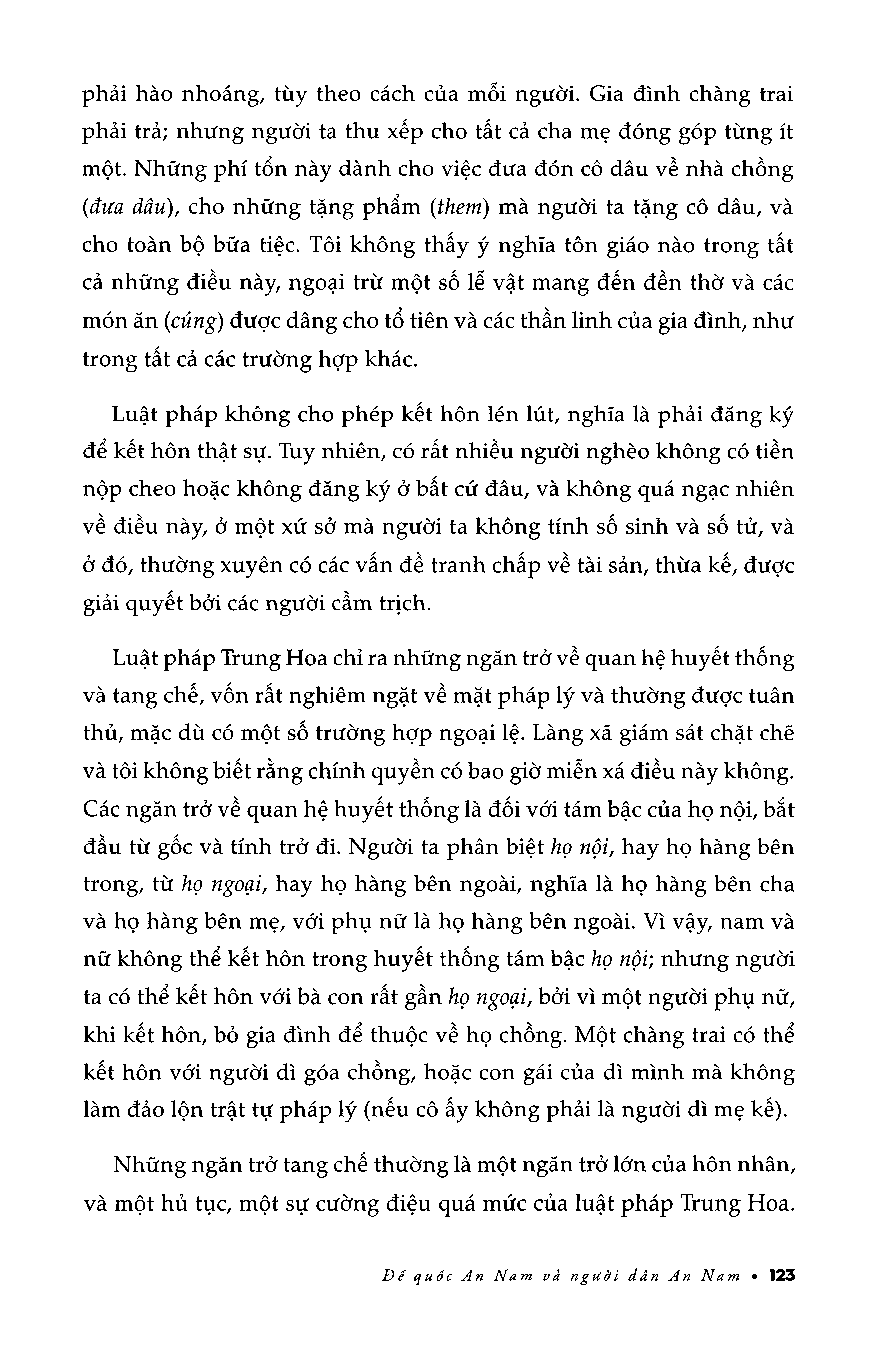 phải hào nhoáng, tùy theo cách của mỗi người. Gia đình chàng trai
phải trả; nhưng người ta thu xếp cho tất cả cha mẹ đóng góp từng ít
một. Những phí tổn này dành cho việc đưa đón cô dâu về nhà chồng
(đưa dâu), cho những tặng phẩm (them) mà người ta tặng cô dâu, và
cho toàn bộ bữa tiệc. Tôi không thấy ý nghĩa tôn giáo nào trong tất
cả những điều này, ngoại trừ một số lễ vật mang đến đền thờ và các
món ăn (cúng) được dâng cho tổ tiên và các thần linh của gia đình, như
trong tất cả các trường hợp khác.
Luật pháp không cho phép kết hôn lén lút, nghĩa là phải đăng ký
để kết hôn thật sự. Tuy nhiên, có rất nhiều người nghèo không có tiền
nộp cheo hoặc không đăng ký ở bất cứ đâu, và không quá ngạc nhiên
về điều này, ở một xứ sở mà người ta không tính số sinh và số tử, và
ở đó, thường xuyên có các vấn đề tranh chấp về tài sản, thừa kế, được
giải quyết bởi các người cầm trịch.
Luật pháp Trung Hoa chỉ ra những ngăn trở về quan hệ huyết thống
và tang chế, vốn rất nghiêm ngặt về mặt pháp lý và thường được tuân
thủ, mặc dù có một số trường hợp ngoại lệ. Làng xã giám sát chặt chẽ
và tôi không biết rằng chính quyền có bao giờ miễn xá điều này không.
Các ngăn trở về quan hệ huyết thống là đối với tám bậc của họ nội, bắt
đầu từ gốc và tính trở đi. Người ta phân biệt họ nội, hay họ hàng bên
trong, từ họ ngoại, hay họ hàng bên ngoài, nghĩa là họ hàng bên cha
và họ hàng bên mẹ, với phụ nữ là họ hàng bên ngoài. Vì vậy, nam và
nữ không thể kết hôn trong huyết thống tám bậc họ nội; nhưng người
ta có thể kết hôn với bà con rất gần họ ngoại, bởi vì một người phụ nữ,
khi kết hôn, bỏ gia đình để thuộc về họ chồng. Một chàng trai có thể
kết hôn với người dì góa chồng, hoặc con gái của dì mình mà không
làm đảo lộn trật tự pháp lý (nếu cô ấy không phải là người dì mẹ kế).
Những ngăn trở tang chế thường là một ngăn trở lớn của hôn nhân,
và một hủ tục, một sự cường điệu quá mức của luật pháp Trung Hoa.
Đế quốc An Nam và người dân An Nam • 123